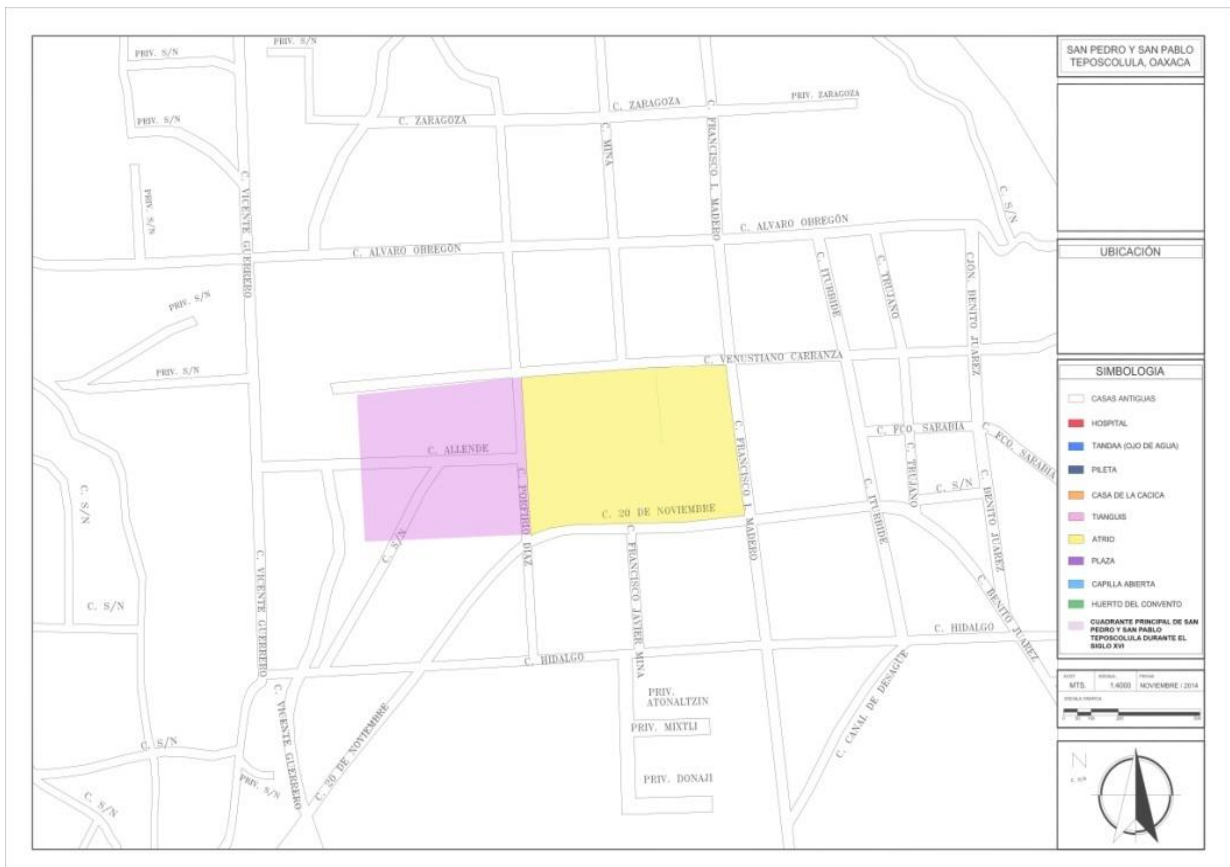 SAN PEDRO Y SAN PABLO
TEPOSCOLULA, OAXACA
UBICACIÓN
SIMBOLOGIA
CASAS ANTIGUAS
HOSPITAL
TANDAA (OJO DE AGUA)
PILETA
CASA DE LA CACICA
TIANGUIS
ATRIO
PLAZA
CAPILLA ABIERTA
HUERTO DEL CONVENTO
CUADRANTE PRINCIPAL DE SAN
PEDRO Y SAN PABLO
TEPOSCOLULA DURANTE EL
SIGLO XVI
MTS.
1:4000
NOVIEMBRE / 2014
N
PRIV. S/N
PRIV. S/N
PRIV. S/N
PRIV. S/N
C. ZARAGOZA
C. ZARAGOZA
PRIV. ZARAGOZA
C. MINA
C. FRANCISCO I. MADERO
C. VICENTE GUERRERO
C. S/N
C. ALVARO OBREGÓN
C. ALVARO OBREGÓN
PRIV. S/N
PRIV. S/N
C. ITURBIDE
C. TRUJANO
CJON. BENITO JUAREZ
C. VENUSTIANO CARRANZA
C. ALLENDE
C. PORFIRIO DIAZ
C. FRANCISCO I. MADERO
C. FCO. SARABIA
C. FCO. SARABIA
C. TRUJANO
C. S/N
C. ITURBIDE
C. BENITO JUAREZ
C. 20 DE NOVIEMBRE
C. S/N
C. S/N
C. VICENTE GUERRERO
C. FRANCISCO JAVIER MINA
C. BENITO JUAREZ
C. S/N
C. HIDALGO
C. HIDALGO
C. VICENTE GUERRERO
C. 20 DE NOVIEMBRE
C. CANAL DE DESAGÜE
PRIV.
ATONALTZIN
PRIV. MIXTLI
PRIV. DONAJI
C. S/N
PRIV. S/N
C. S/N